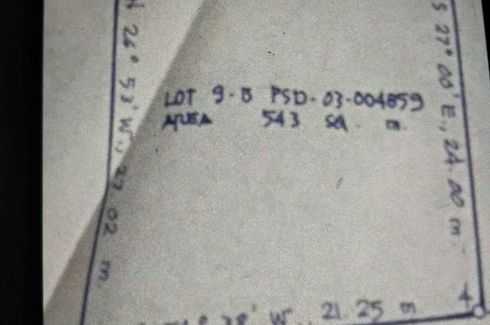 LOT 9-B PSD-03-004859
AREA 543 SQ. m.
26° 53' W., 27.02 m.
S 27° 00' E., 24.00 m.
4
W. 21.25 m